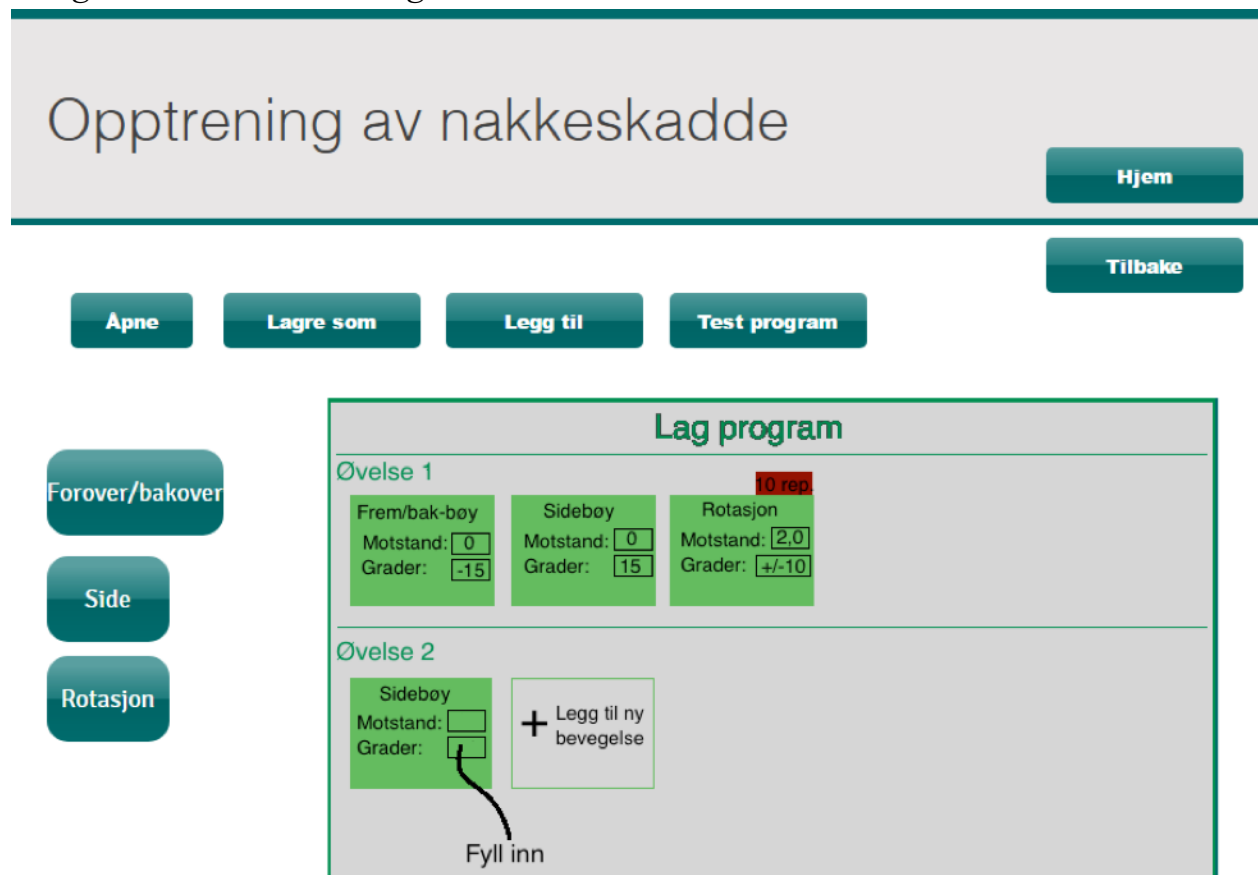 Opptrening av nakkeskadde
Hjem
Tilbake
Åpne
Lagre som
Legg til
Test program
Lag program
Forover/bakover
Side
Rotasjon
Øvelse 1
10 rep.
Frem/bak-bøy
Motstand: 0
Grader: -15
Sidebøy
Motstand: 0
Grader: 15
Rotasjon
Motstand: 2,0
Grader: +/-10
Øvelse 2
Sidebøy
Motstand:
Grader:
+ Legg til ny
bevegelse
Fyll inn